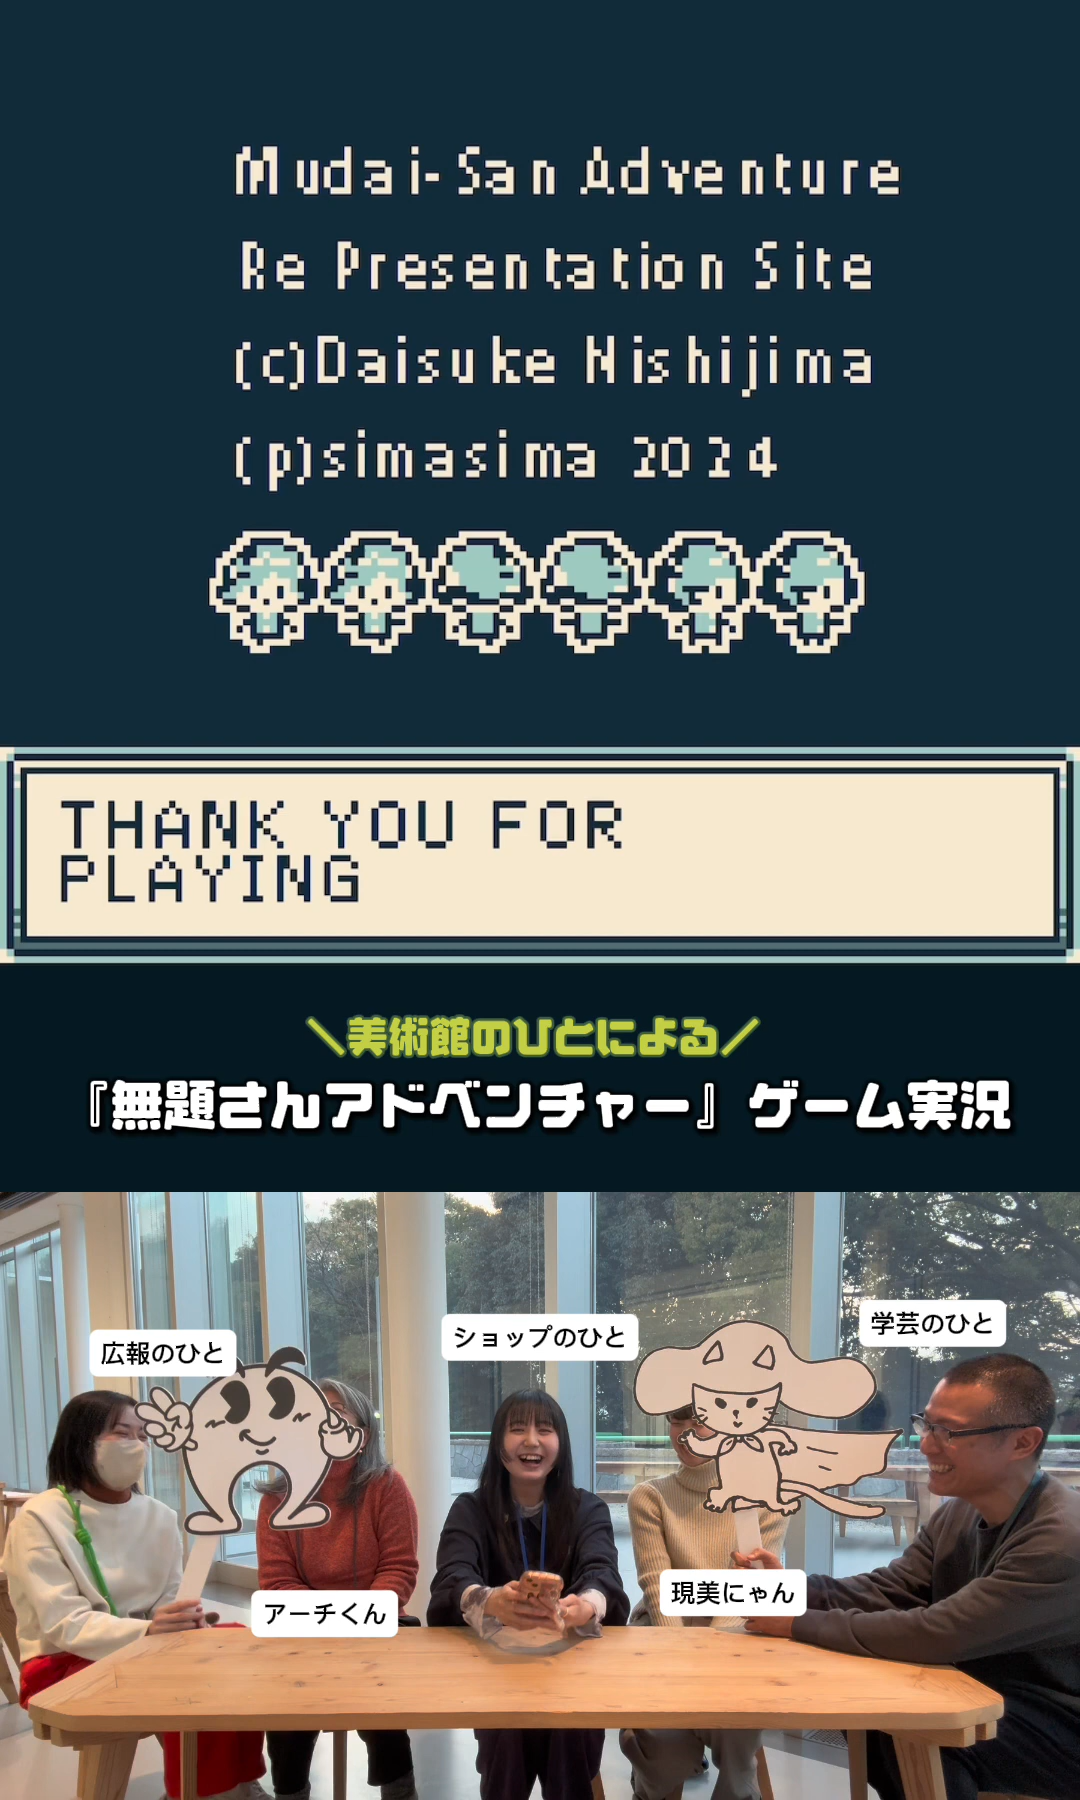 Mudai-San Adventure
Re Presentation Site
(c)Daisuke Nishijima
(p)simasima 2024
THANK YOU FOR
PLAYING
＼美術館のひとによる／
『無題さんアドベンチャー』ゲーム実況
広報のひと
ショップのひと
学芸のひと
アーチくん
現美にゃん